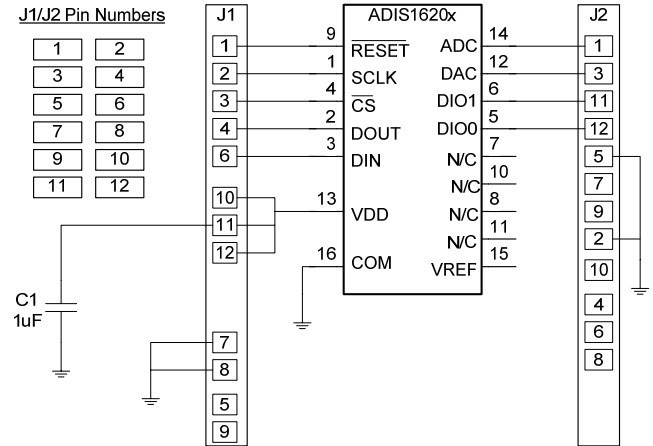 J1/J2 Pin Numbers
1 2
3 4
5 6
7 8
9 10
11 12
J1
1
2
3
4
6
10
11
12
7
8
5
9
C1
1uF
ADIS1620x
9 RESET
1 SCLK
4 CS
2 DOUT
3 DIN
13 VDD
16 COM
ADC 14
DAC 12
DIO1 6
DIO0 5
N/C 7
N/C 10
N/C 8
N/C 11
VREF 15
J2
1
3
11
12
5
7
9
2
10
4
6
8